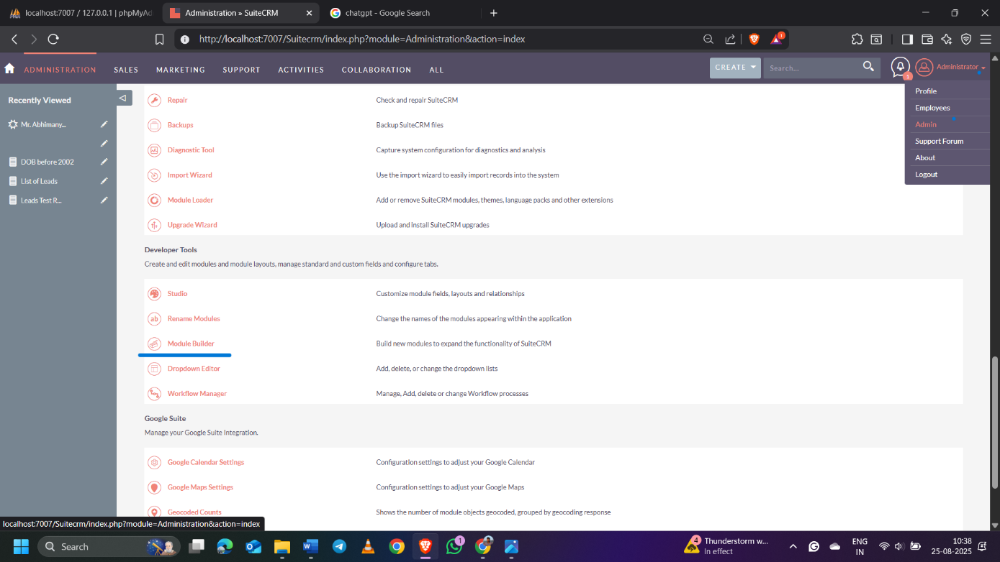 localhost:7007 / 127.0.0.1 | phpMyAd
Administration » SuiteCRM
chatgpt - Google Search
http://localhost:7007/Suitecrm/index.php?module=Administration&action=index
1
ADMINISTRATION
SALES
MARKETING
SUPPORT
ACTIVITIES
COLLABORATION
ALL
CREATE
Search...
1
Administrator
Profile
Employees
Admin
Support Forum
About
Logout
Recently Viewed
Mr. Abhimany...
DOB before 2002
List of Leads
Leads Test R...
Repair Check and repair SuiteCRM
Backups Backup SuiteCRM files
Diagnostic Tool Capture system configuration for diagnostics and analysis
Import Wizard Use the import wizard to easily import records into the system
Module Loader Add or remove SuiteCRM modules, themes, language packs and other extensions
Upgrade Wizard Upload and install SuiteCRM upgrades
Developer Tools
Create and edit modules and module layouts, manage standard and custom fields and configure tabs.
Studio Customize module fields, layouts and relationships
ab Rename Modules Change the names of the modules appearing within the application
Module Builder Build new modules to expand the functionality of SuiteCRM
Dropdown Editor Add, delete, or change the dropdown lists
Workflow Manager Manage, Add, delete or change Workflow processes
Google Suite
Manage your Google Suite Integration.
Google Calendar Settings Configuration settings to adjust your Google Calendar
Google Maps Settings Configuration settings to adjust your Google Maps
Geocoded Counts Shows the number of module objects geocoded, grouped by geocoding response
localhost:7007/Suitecrm/index.php?module=Administration&action=index
Search
1
4
Thunderstorm w...
In effect
ENG
IN
10:38
25-08-2025